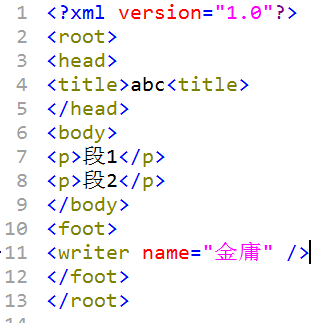 1 <?xml version="1.0"?>
2 <root>
3 <head>
4 <title>abc<title>
5 </head>
6 <body>
7 <p>段1</p>
8 <p>段2</p>
9 </body>
10 <foot>
11 <writer name="金庸" />
12 </foot>
13 </root>
14